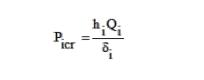 P_icr = h_i Q_i / δ_i